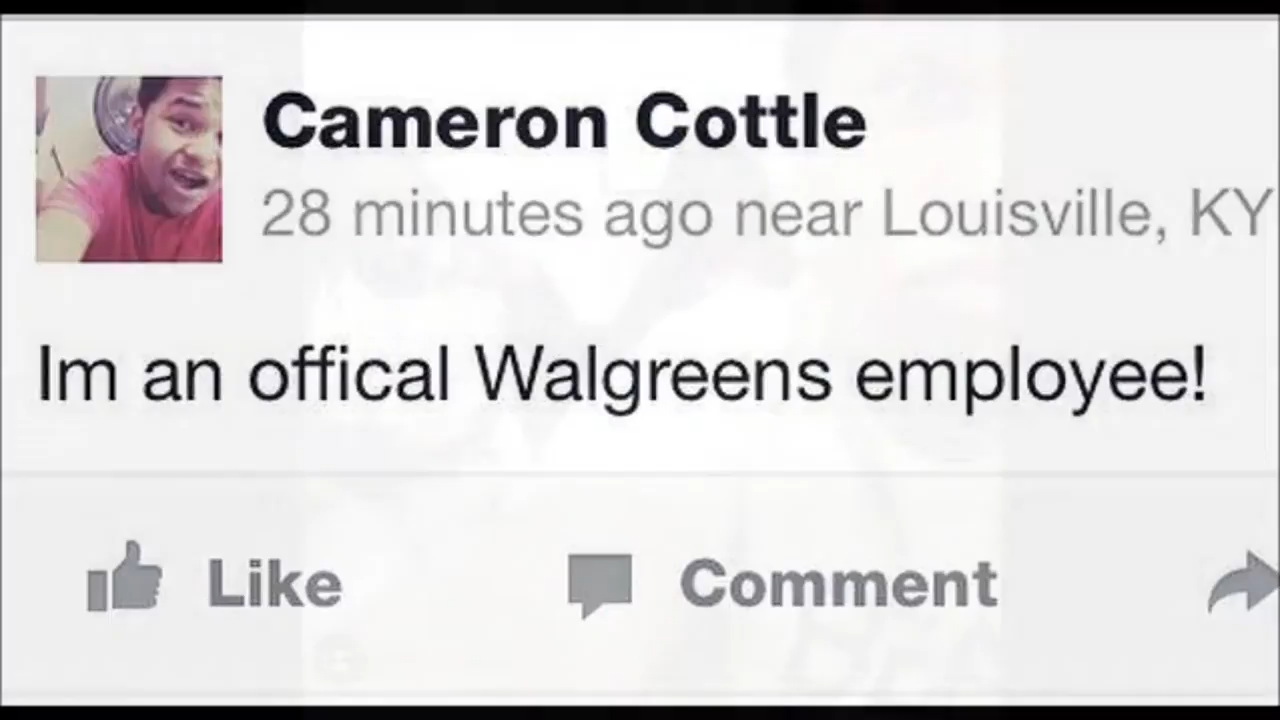 Cameron Cottle
28 minutes ago near Louisville, KY
Im an offical Walgreens employee!
Like
Comment